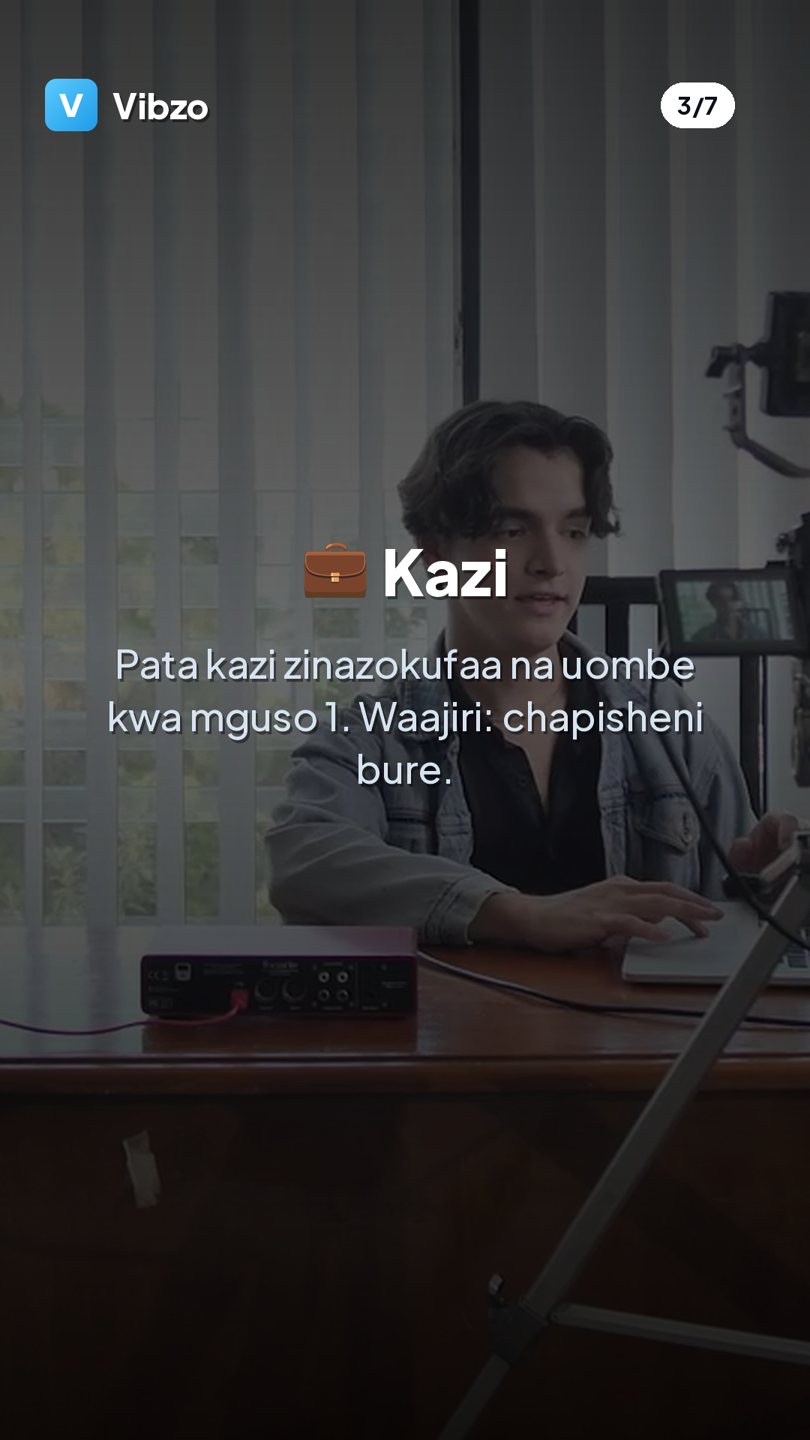 V Vibzo
3/7
💼 Kazi
Pata kazi zinazokufaa na uombe
kwa mguso 1. Waajiri: chapisheni
bure.